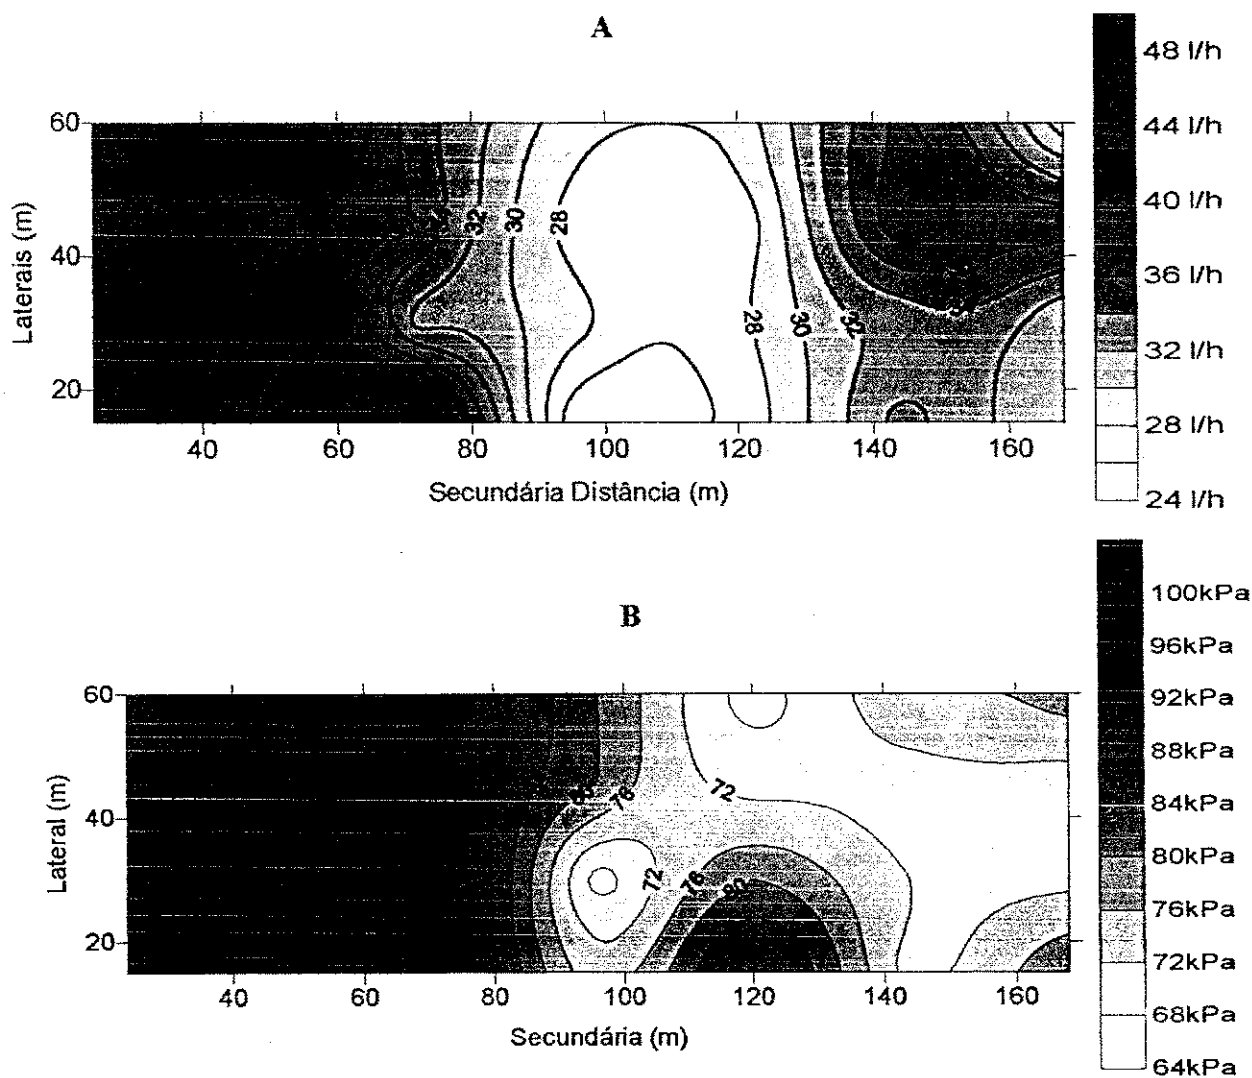 A
48 l/h
44 l/h
40 l/h
36 l/h
32 l/h
28 l/h
24 l/h
60
40
20
Laterais (m)
32
30
28
28
30
32
40 60 80 100 120 140 160
Secundária Distância (m)
B
100kPa
96kPa
92kPa
88kPa
84kPa
80kPa
76kPa
72kPa
68kPa
64kPa
60
40
20
Lateral (m)
76
72
72
76
80
40 60 80 100 120 140 160
Secundária (m)